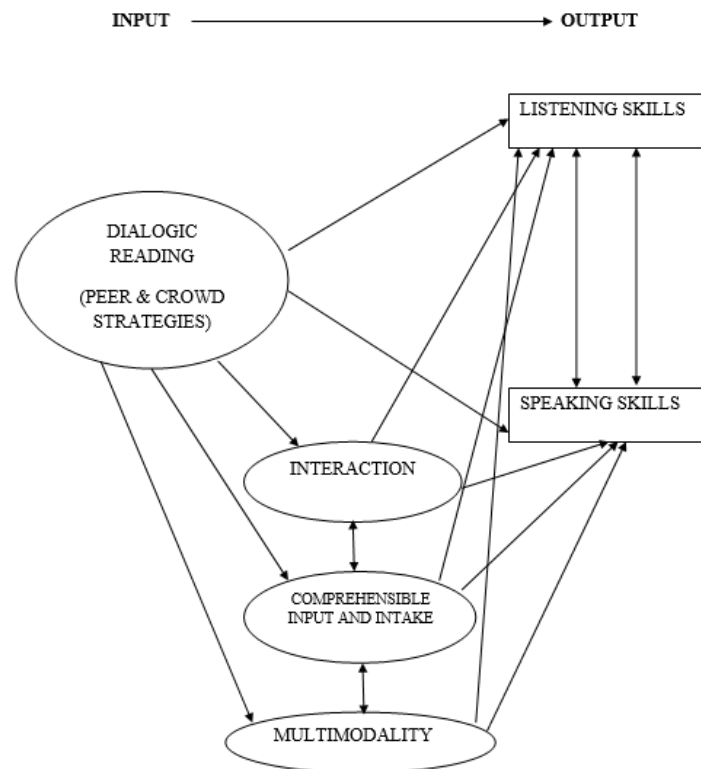 INPUT
OUTPUT
LISTENING SKILLS
DIALOGIC
READING
(PEER & CROWD
STRATEGIES)
SPEAKING SKILLS
INTERACTION
COMPREHENSIBLE
INPUT AND INTAKE
MULTIMODALITY